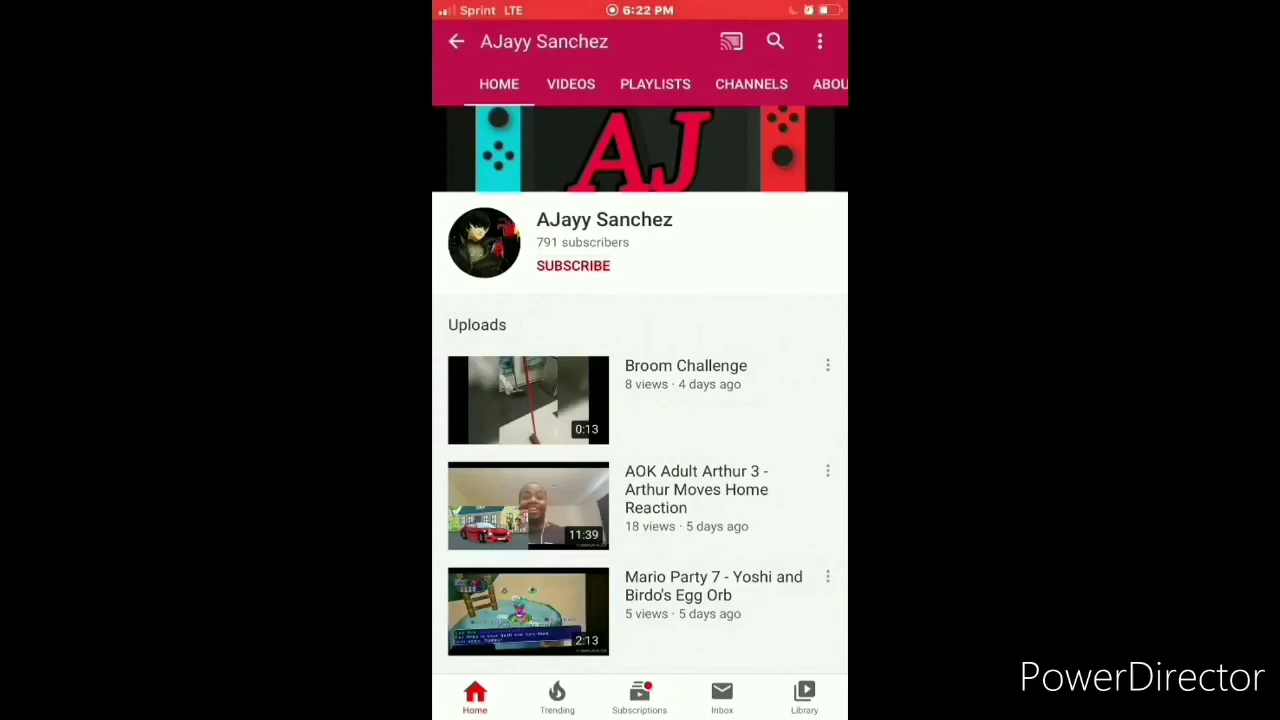 Sprint LTE 6:22 PM
AJayy Sanchez
HOME VIDEOS PLAYLISTS CHANNELS ABOU
AJ
AJayy Sanchez
791 subscribers
SUBSCRIBE
Uploads
Broom Challenge
8 views · 4 days ago
0:13
AOK Adult Arthur 3 -
Arthur Moves Home
Reaction
18 views · 5 days ago
11:39
Mario Party 7 - Yoshi and
Birdo's Egg Orb
5 views · 5 days ago
2:13
Home Trending Subscriptions Inbox Library
PowerDirector